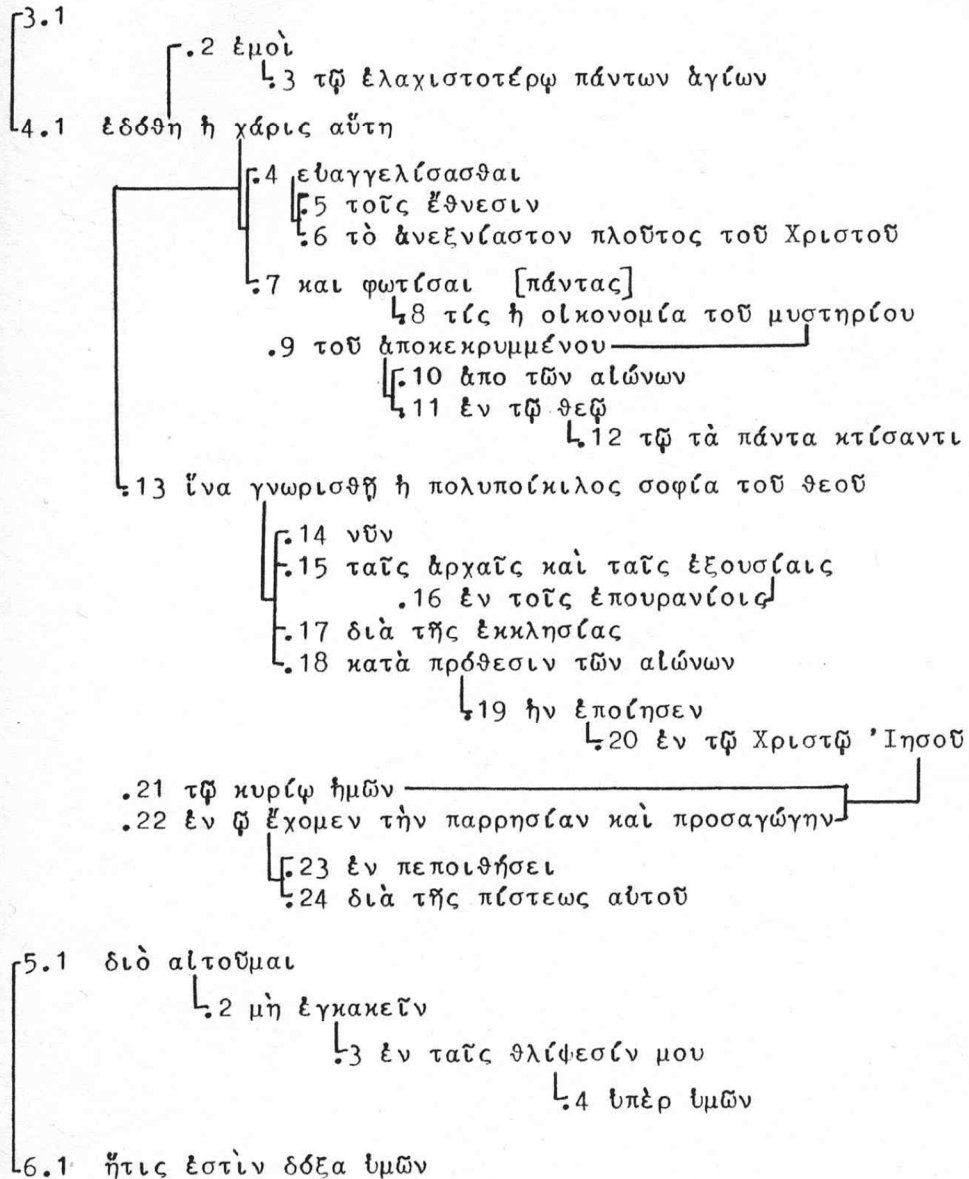 3.1
.2 ἐμοὶ
.3 τῷ ἐλαχιστοτέρῳ πάντων ἁγίων
4.1 ἐδόθη ἡ χάρις αὕτη
.4 εὐαγγελίσασθαι
.5 τοῖς ἔθνεσιν
.6 τὸ ἀνεξνίαστον πλοῦτος τοῦ Χριστοῦ
.7 και φωτίσαι [πάντας]
.8 τίς ἡ οἰκονομία τοῦ μυστηρίου
.9 τοῦ ἀποκεκρυμμένου
.10 ἀπο τῶν αἰώνων
.11 ἐν τῷ θεῷ
.12 τῷ τὰ πάντα κτίσαντι
.13 ἵνα γνωρισθῇ ἡ πολυποίκιλος σοφία τοῦ θεοῦ
.14 νῦν
.15 ταῖς ἀρχαῖς καὶ ταῖς ἐξουσίαις
.16 ἐν τοῖς ἐπουρανίοις
.17 διὰ τῆς ἐκκλησίας
.18 κατὰ πρόθεσιν τῶν αἰώνων
.19 ἡν ἐποίησεν
.20 ἐν τῷ Χριστῷ Ἰησοῦ
.21 τῷ κυρίῳ ἡμῶν
.22 ἐν ᾧ ἔχομεν τὴν παρρησίαν καὶ προσαγώγην
.23 ἐν πεποιθήσει
.24 διὰ τῆς πίστεως αὐτοῦ
5.1 διὸ αἰτοῦμαι
.2 μὴ ἐγκακεῖν
.3 ἐν ταῖς θλίψεσίν μου
.4 ὑπὲρ ὑμῶν
6.1 ἥτις ἐστὶν δόξα ὑμῶν